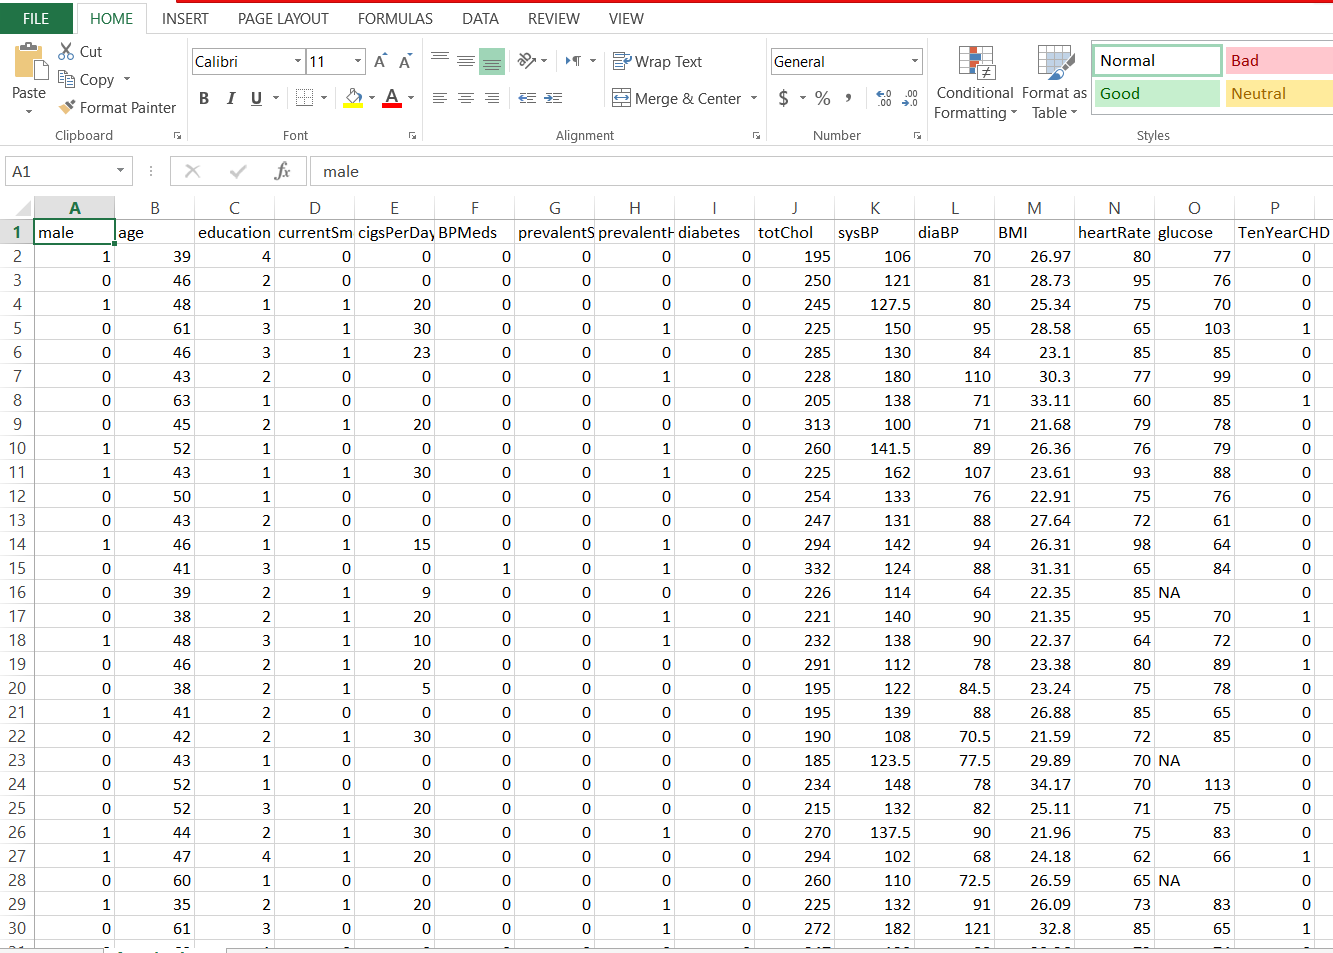 FILE HOME INSERT PAGE LAYOUT FORMULAS DATA REVIEW VIEW
Cut
Copy
Format Painter
Paste
Clipboard
Calibri 11 A A
B I U A
Font
Wrap Text
Merge & Center
Alignment
General
$ % , .0 .00 .00 .0
Number
Conditional Formatting
Format as Table
Normal Bad
Good Neutral
Styles
A1 fx male
A B C D E F G H I J K L M N O P
1 male age education currentSm cigsPerDay BPMeds prevalentS prevalentH diabetes totChol sysBP diaBP BMI heartRate glucose TenYearCHD
2 1 39 4 0 0 0 0 0 0 195 106 70 26.97 80 77 0
3 0 46 2 0 0 0 0 0 0 250 121 81 28.73 95 76 0
4 1 48 1 1 20 0 0 0 0 245 127.5 80 25.34 75 70 0
5 0 61 3 1 30 0 0 1 0 225 150 95 28.58 65 103 1
6 0 46 3 1 23 0 0 0 0 285 130 84 23.1 85 85 0
7 0 43 2 0 0 0 0 1 0 228 180 110 30.3 77 99 0
8 0 63 1 0 0 0 0 0 0 205 138 71 33.11 60 85 1
9 0 45 2 1 20 0 0 0 0 313 100 71 21.68 79 78 0
10 1 52 1 0 0 0 0 1 0 260 141.5 89 26.36 76 79 0
11 1 43 1 1 30 0 0 1 0 225 162 107 23.61 93 88 0
12 0 50 1 0 0 0 0 0 0 254 133 76 22.91 75 76 0
13 0 43 2 0 0 0 0 0 0 247 131 88 27.64 72 61 0
14 1 46 1 1 15 0 0 1 0 294 142 94 26.31 98 64 0
15 0 41 3 0 0 1 0 1 0 332 124 88 31.31 65 84 0
16 0 39 2 1 9 0 0 0 0 226 114 64 22.35 85 NA 0
17 0 38 2 1 20 0 0 1 0 221 140 90 21.35 95 70 1
18 1 48 3 1 10 0 0 1 0 232 138 90 22.37 64 72 0
19 0 46 2 1 20 0 0 0 0 291 112 78 23.38 80 89 1
20 0 38 2 1 5 0 0 0 0 195 122 84.5 23.24 75 78 0
21 1 41 2 0 0 0 0 0 0 195 139 88 26.88 85 65 0
22 0 42 2 1 30 0 0 0 0 190 108 70.5 21.59 72 85 0
23 0 43 1 0 0 0 0 0 0 185 123.5 77.5 29.89 70 NA 0
24 0 52 1 0 0 0 0 0 0 234 148 78 34.17 70 113 0
25 0 52 3 1 20 0 0 0 0 215 132 82 25.11 71 75 0
26 1 44 2 1 30 0 0 1 0 270 137.5 90 21.96 75 83 0
27 1 47 4 1 20 0 0 0 0 294 102 68 24.18 62 66 1
28 0 60 1 0 0 0 0 0 0 260 110 72.5 26.59 65 NA 0
29 1 35 2 1 20 0 0 1 0 225 132 91 26.09 73 83 0
30 0 61 3 0 0 0 0 1 0 272 182 121 32.8 85 65 1